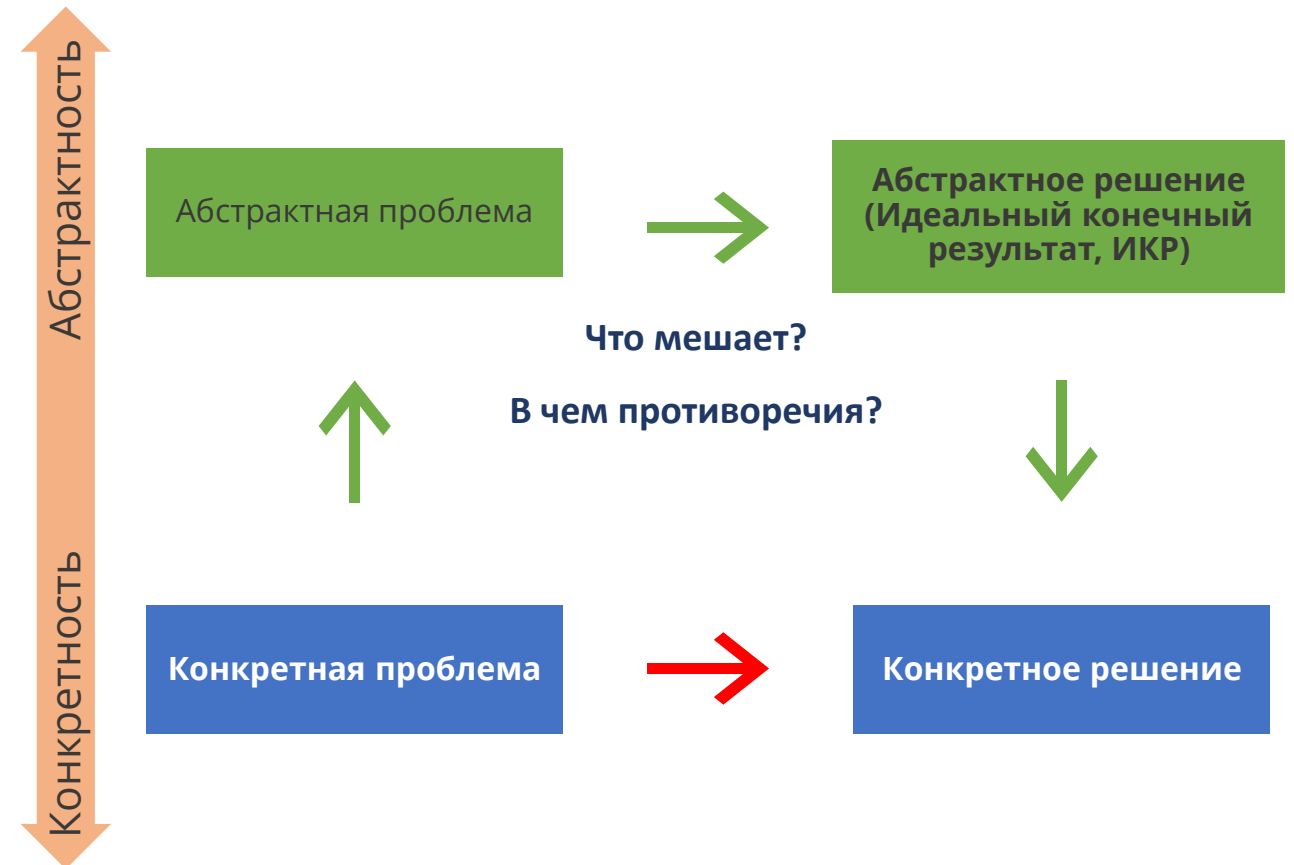 Абстрактность
Абстрактная проблема
Абстрактное решение
(Идеальный конечный
результат, ИКР)
Что мешает?
В чем противоречия?
Конкретность
Конкретная проблема
Конкретное решение